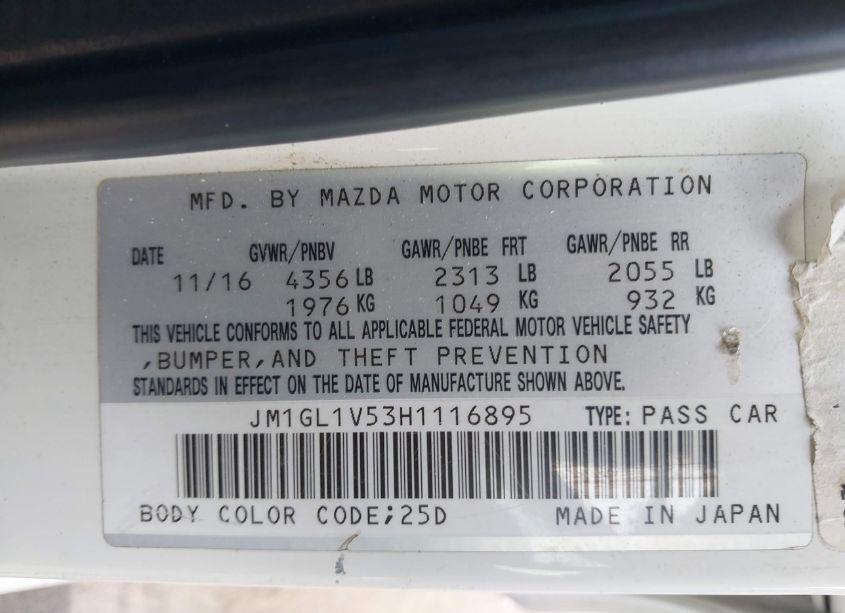 MFD. BY MAZDA MOTOR CORPORATION
DATE GVWR/PNBV GAWR/PNBE FRT GAWR/PNBE RR
11/16 4356 LB 2313 LB 2055 LB
1976 KG 1049 KG 932 KG
THIS VEHICLE CONFORMS TO ALL APPLICABLE FEDERAL MOTOR VEHICLE SAFETY
,BUMPER,AND THEFT PREVENTION
STANDARDS IN EFFECT ON THE DATE OF MANUFACTURE SHOWN ABOVE.
JM1GL1V53H1116895 TYPE: PASS CAR
BODY COLOR CODE;25D MADE IN JAPAN